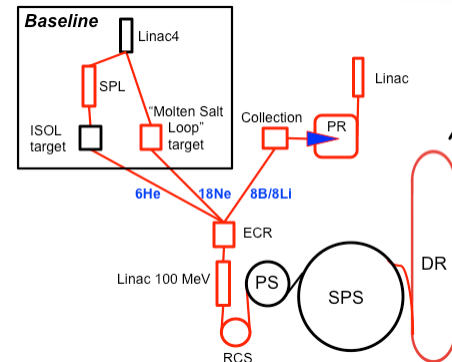 Baseline
Linac4
SPL
Linac
"Molten Salt
Loop"
target
Collection
PR
ISOL
target
6He
18Ne
8B/8Li
ECR
DR
Linac 100 MeV
PS
SPS
RCS